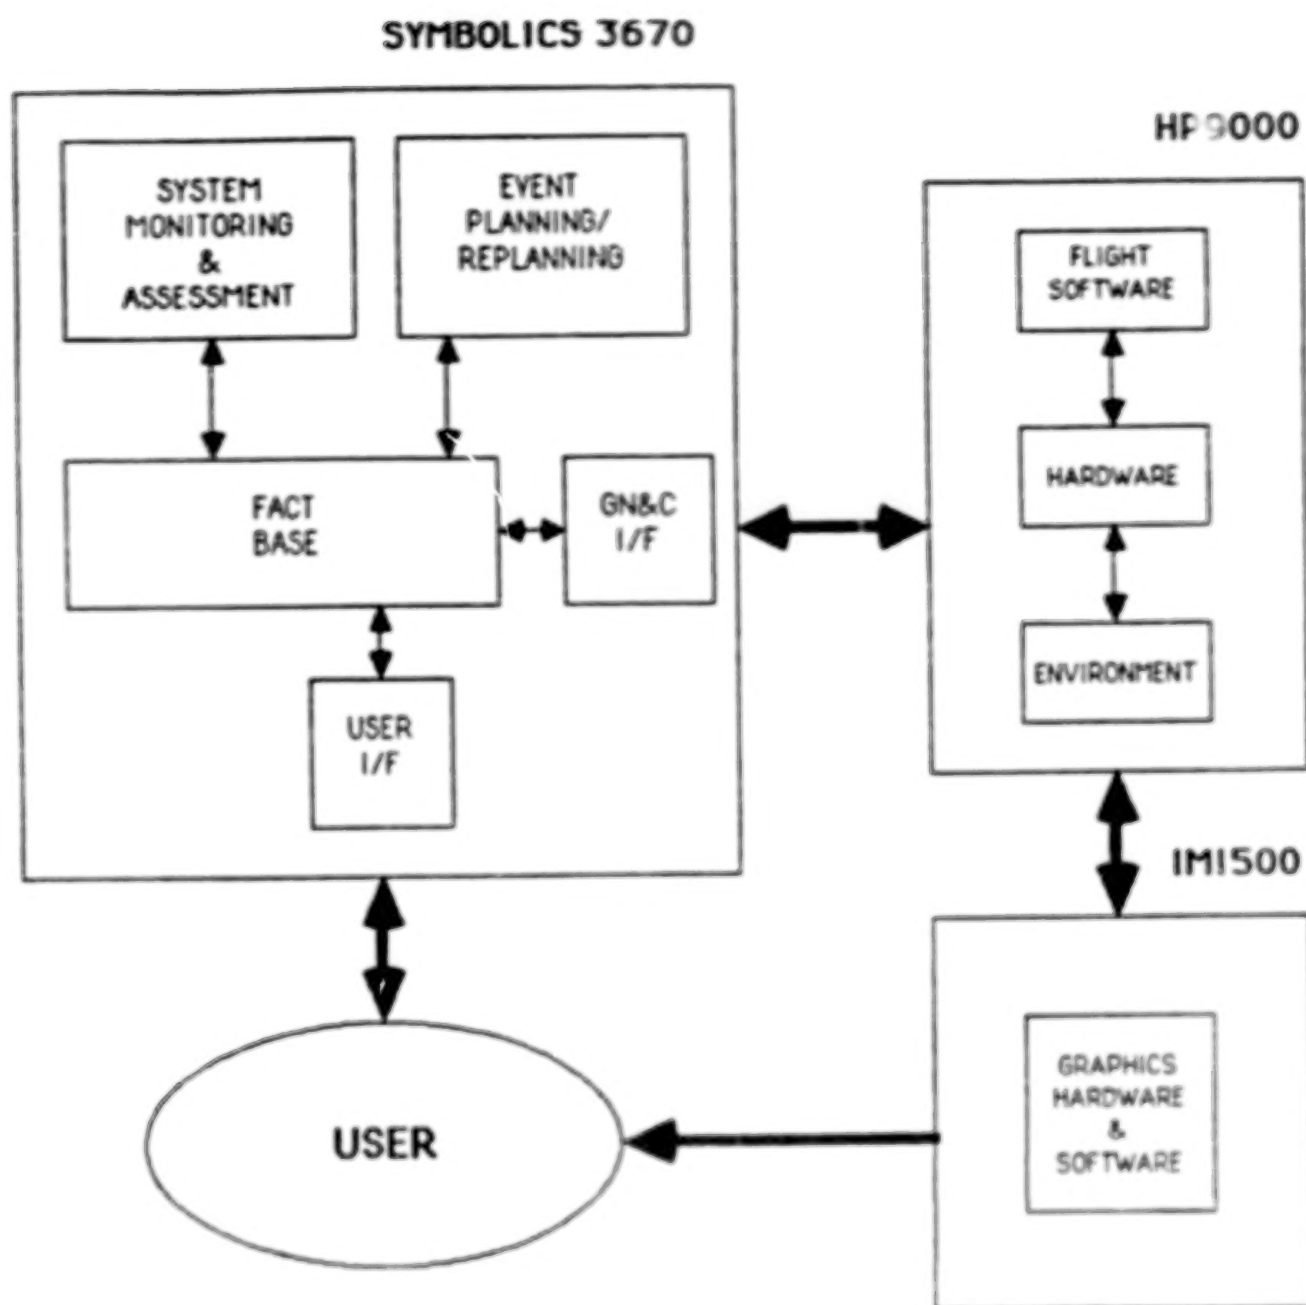 SYMBOLICS 3670
SYSTEM
MONITORING
&
ASSESSMENT
EVENT
PLANNING/
REPLANNING
FACT
BASE
GN&C
I/F
USER
I/F
HP9000
FLIGHT
SOFTWARE
HARDWARE
ENVIRONMENT
IMI500
GRAPHICS
HARDWARE
&
SOFTWARE
USER